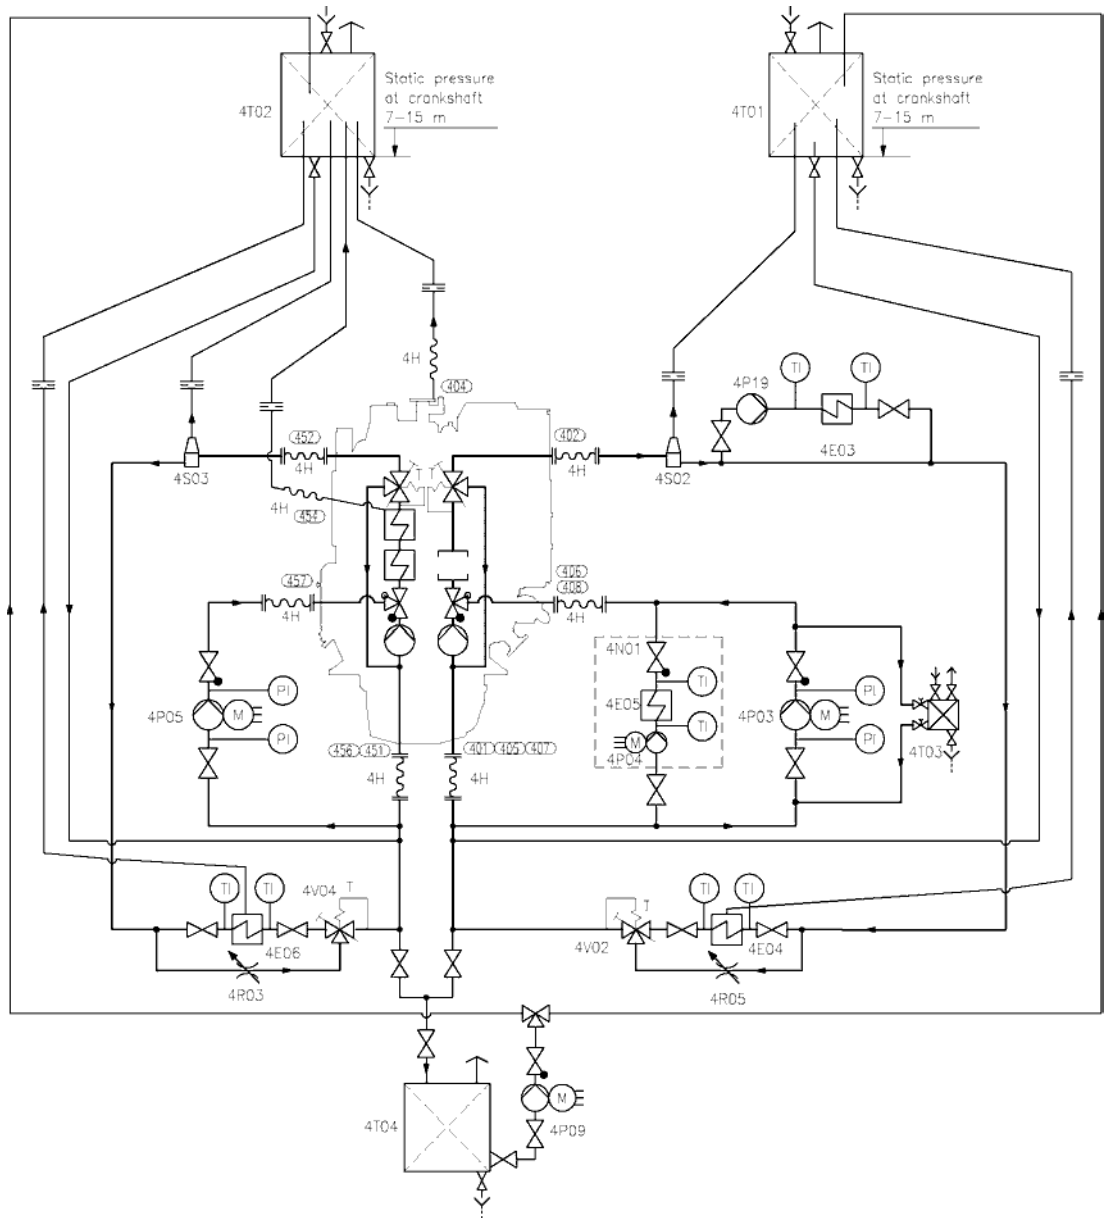 Static pressure
at crankshaft
7-15 m
4T02
Static pressure
at crankshaft
7-15 m
4T01
4H
404
TI
TI
4P19
4E03
452
4H
4S03
402
4H
4S02
T
T
4H
454
457
4H
406
408
4H
4N01
TI
4E05
TI
M
4P04
PI
4P05
M
PI
PI
4P03
M
PI
4T03
456
451
4H
401
405
407
4H
TI
TI
4V04
T
4E06
4R03
TI
TI
T
4V02
4E04
4R05
4T04
M
4P09